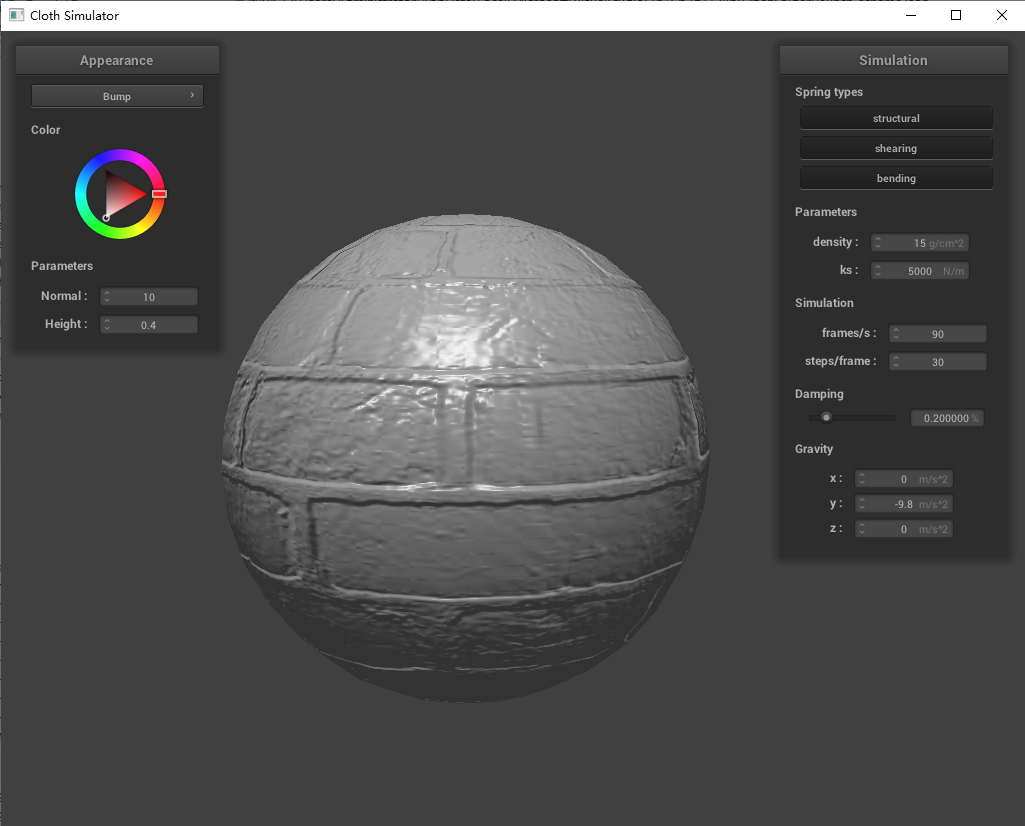 Cloth Simulator
Appearance
Bump
Color
Parameters
Normal : 10
Height : 0.4
Simulation
Spring types
structural
shearing
bending
Parameters
density : 15 g/cm^2
ks : 5000 N/m
Simulation
frames/s : 90
steps/frame : 30
Damping
0.200000 %
Gravity
x : 0 m/s^2
y : -9.8 m/s^2
z : 0 m/s^2